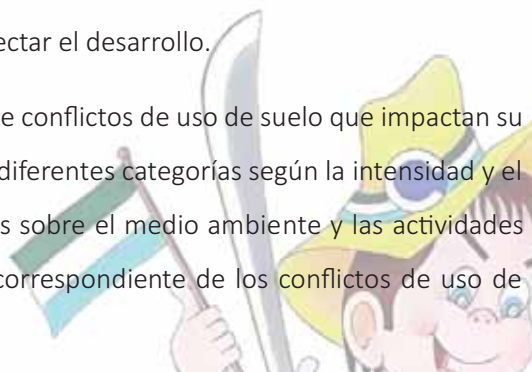 ectar el desarrollo.
e conflictos de uso de suelo que impactan su
diferentes categorías según la intensidad y el
s sobre el medio ambiente y las actividades
correspondiente de los conflictos de uso de